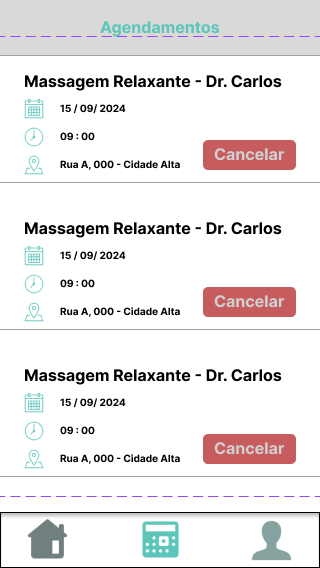 Agendamentos
Massagem Relaxante - Dr. Carlos
15 / 09/ 2024
09 : 00
Rua A, 000 - Cidade Alta
Cancelar
Massagem Relaxante - Dr. Carlos
15 / 09/ 2024
09 : 00
Rua A, 000 - Cidade Alta
Cancelar
Massagem Relaxante - Dr. Carlos
15 / 09/ 2024
09 : 00
Rua A, 000 - Cidade Alta
Cancelar